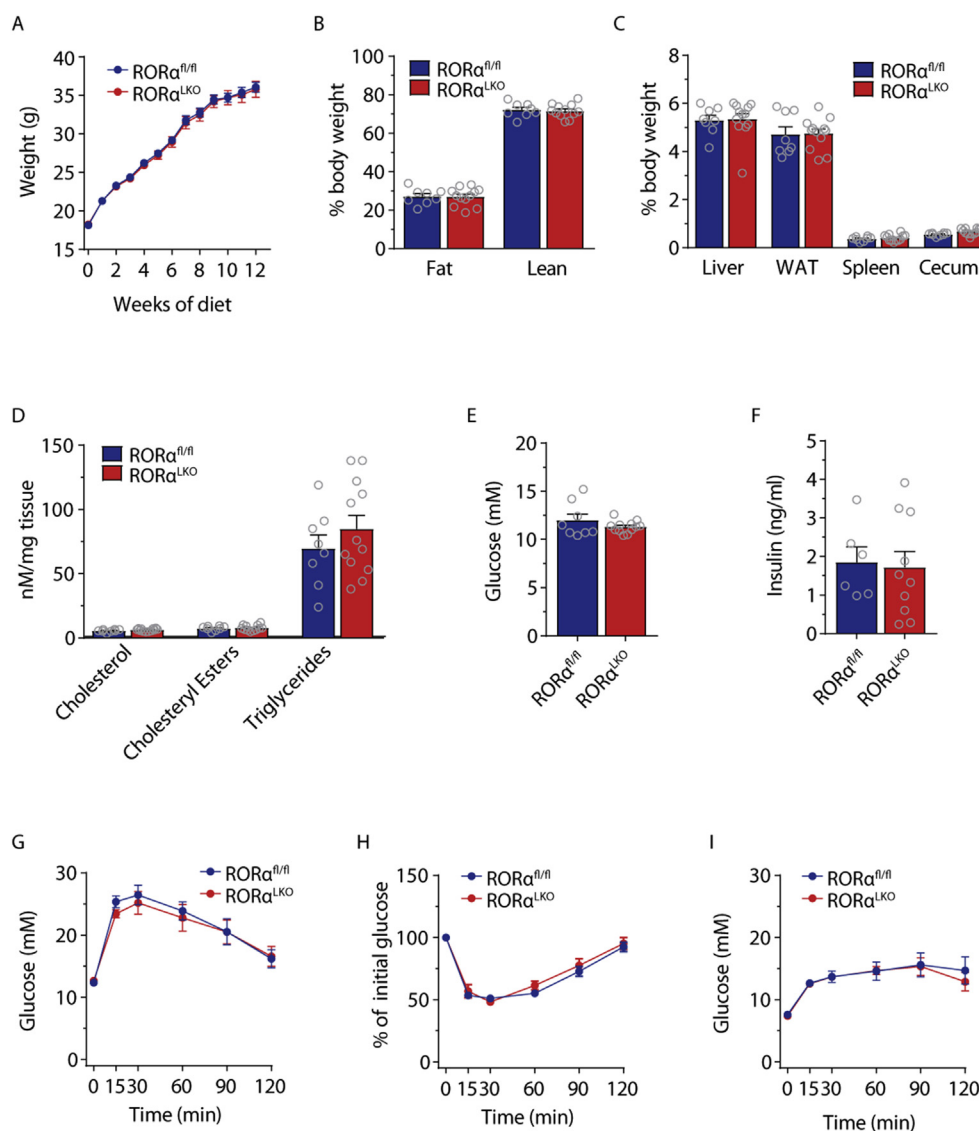 A
RORα^fl/fl
RORα^LKO
Weight (g)
40
35
30
25
20
15
0 2 4 6 8 10 12
Weeks of diet
B
RORα^fl/fl
RORα^LKO
% body weight
100
80
60
40
20
0
Fat Lean
C
RORα^fl/fl
RORα^LKO
% body weight
8
6
4
2
0
Liver WAT Spleen Cecum
D
RORα^fl/fl
RORα^LKO
nM/mg tissue
150
100
50
0
Cholesterol
Cholesteryl Esters
Triglycerides
E
Glucose (mM)
20
15
10
5
0
RORα^fl/fl
RORα^LKO
F
Insulin (ng/ml)
5
4
3
2
1
0
RORα^fl/fl
RORα^LKO
G
RORα^fl/fl
RORα^LKO
Glucose (mM)
30
20
10
0
0 15 30 60 90 120
Time (min)
H
RORα^fl/fl
RORα^LKO
% of initial glucose
150
100
50
0
0 15 30 60 90 120
Time (min)
I
RORα^fl/fl
RORα^LKO
Glucose (mM)
30
20
10
0
0 15 30 60 90 120
Time (min)